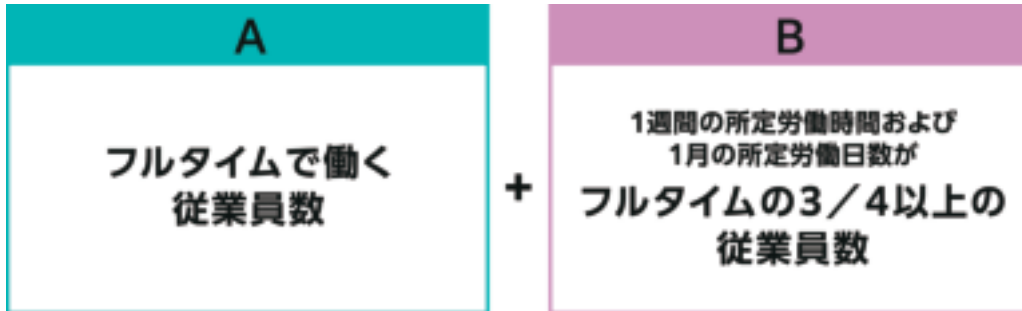 A
フルタイムで働く
従業員数
+
B
1週間の所定労働時間および
1月の所定労働日数が
フルタイムの3／4以上の
従業員数